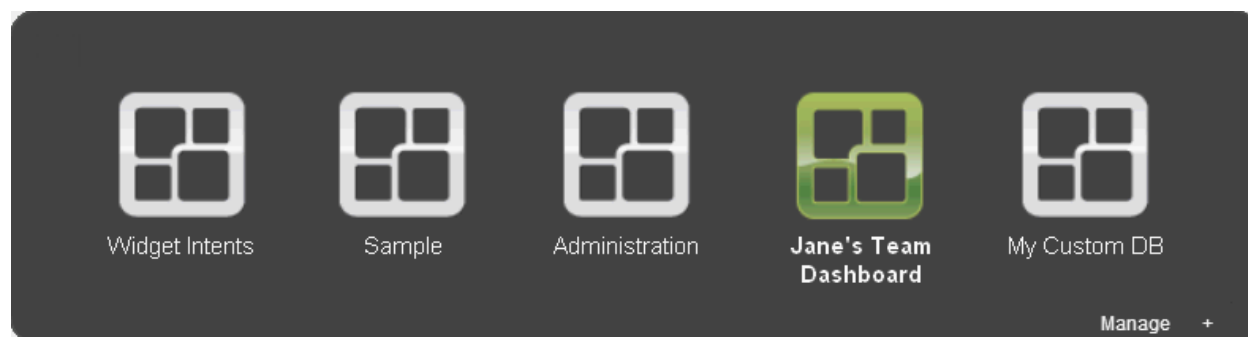 Widget Intents
Sample
Administration
Jane's Team
Dashboard
My Custom DB
Manage +